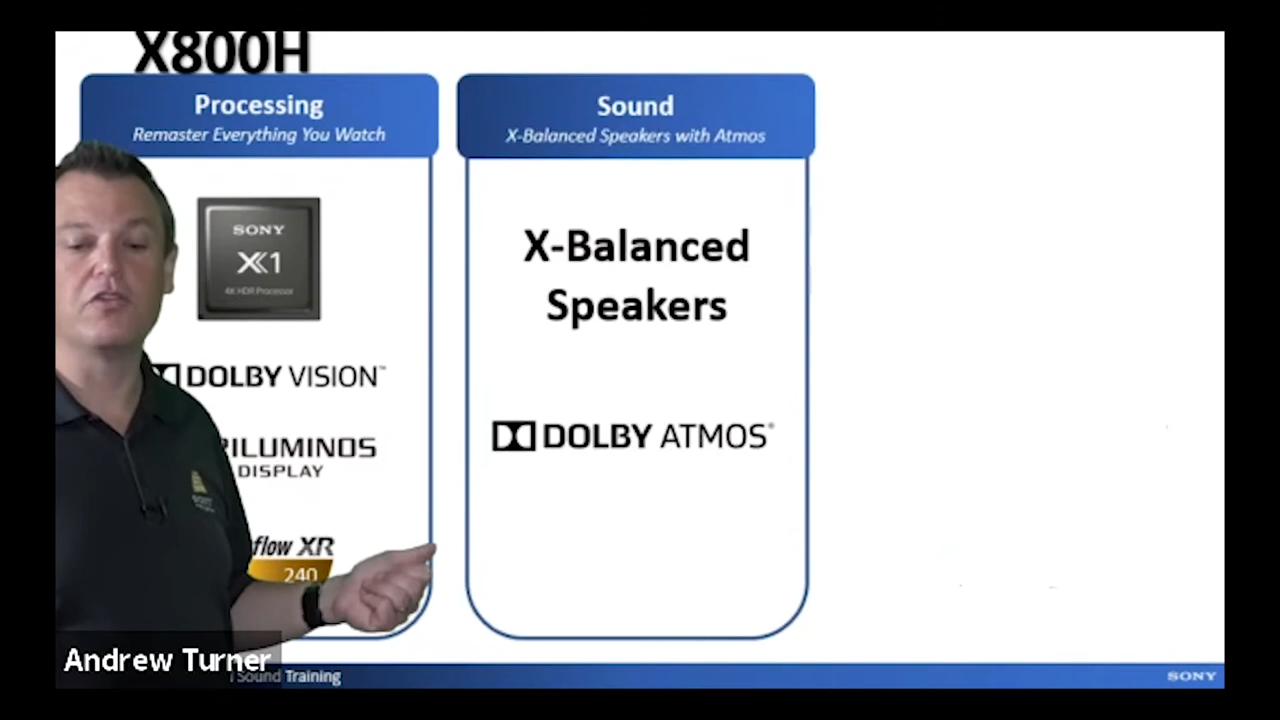 X800H
Processing
Remaster Everything You Watch
SONY
X1
4K HDR Processor
DOLBY VISION™
RILUMINOS
DISPLAY
flow XR
240
Sound
X-Balanced Speakers with Atmos
X-Balanced
Speakers
DOLBY ATMOS®
Andrew Turner
Sound Training
SONY